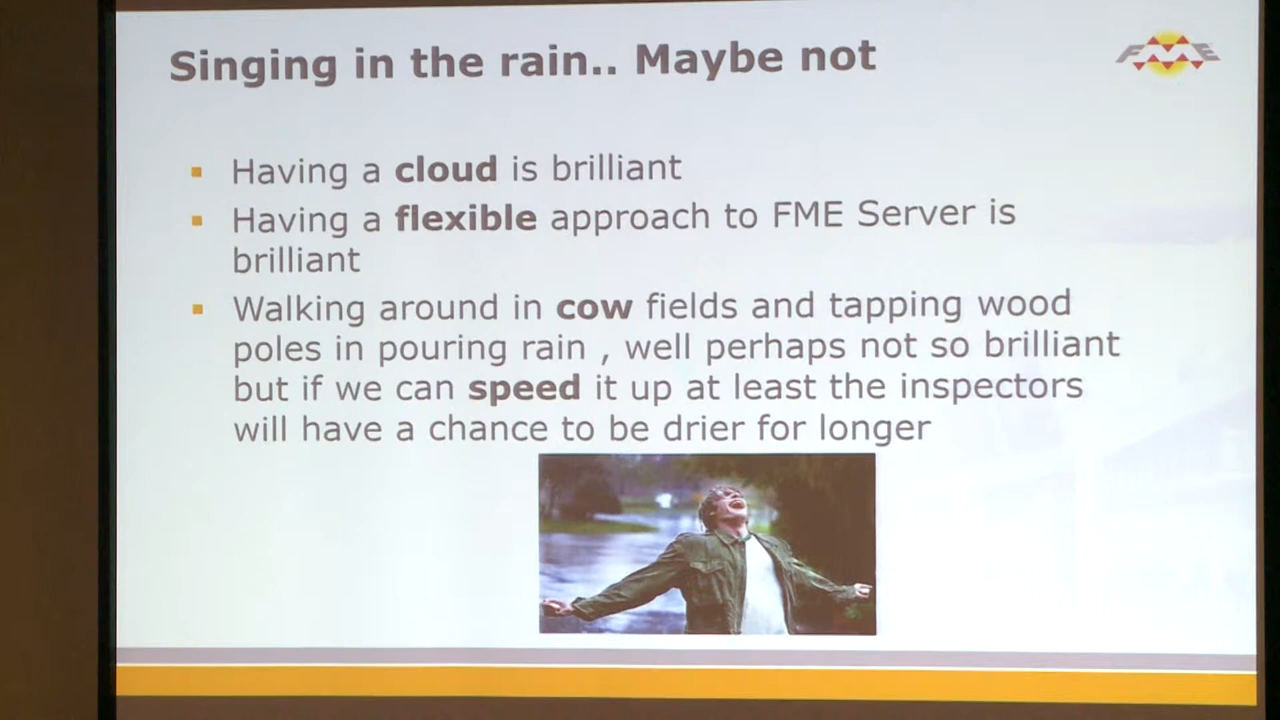 Singing in the rain.. Maybe not
FME
Having a cloud is brilliant
Having a flexible approach to FME Server is
brilliant
Walking around in cow fields and tapping wood
poles in pouring rain , well perhaps not so brilliant
but if we can speed it up at least the inspectors
will have a chance to be drier for longer